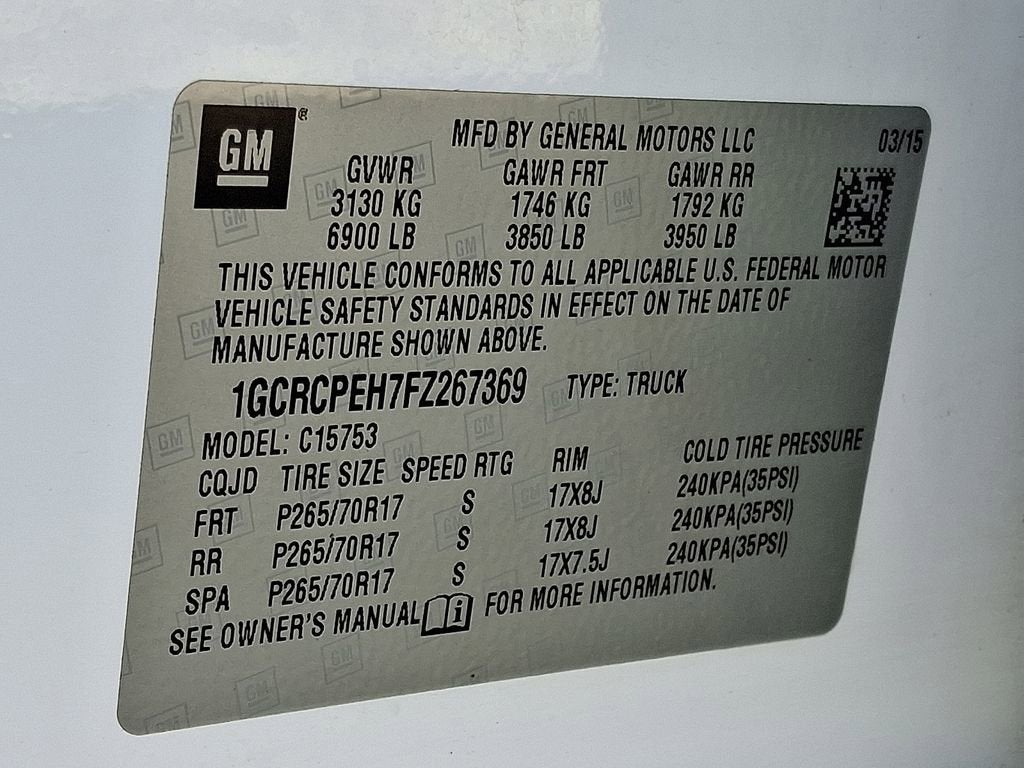 GM ® MFD BY GENERAL MOTORS LLC 03/15
GVWR GAWR FRT GAWR RR
3130 KG 1746 KG 1792 KG
6900 LB 3850 LB 3950 LB
THIS VEHICLE CONFORMS TO ALL APPLICABLE U.S. FEDERAL MOTOR
VEHICLE SAFETY STANDARDS IN EFFECT ON THE DATE OF
MANUFACTURE SHOWN ABOVE.
1GCRCPEH7FZ267369 TYPE: TRUCK
MODEL: C15753
CQJD TIRE SIZE SPEED RTG RIM COLD TIRE PRESSURE
FRT P265/70R17 S 17X8J 240KPA(35PSI)
RR P265/70R17 S 17X8J 240KPA(35PSI)
SPA P265/70R17 S 17X7.5J 240KPA(35PSI)
SEE OWNER'S MANUAL i FOR MORE INFORMATION.